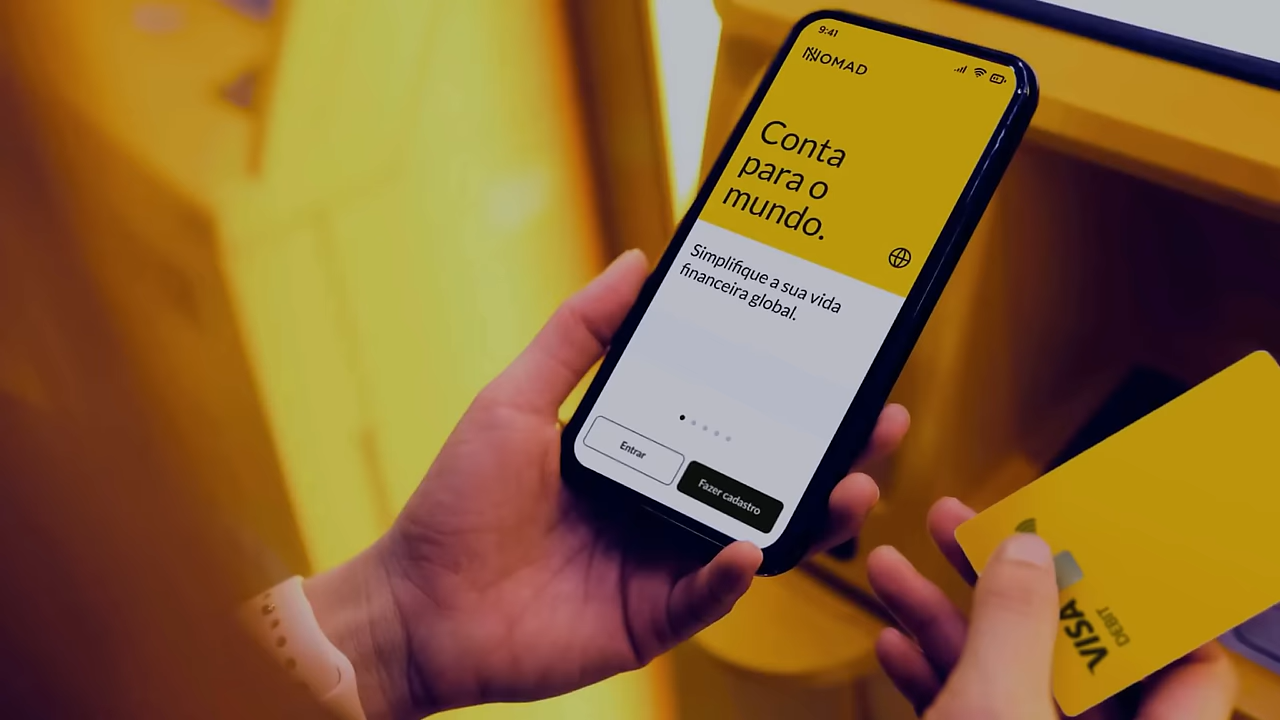 9:41
NOMAD
Conta
para o
mundo.
Simplifique a sua vida
financeira global.
Entrar
Fazer cadastro
VISA
DEBIT